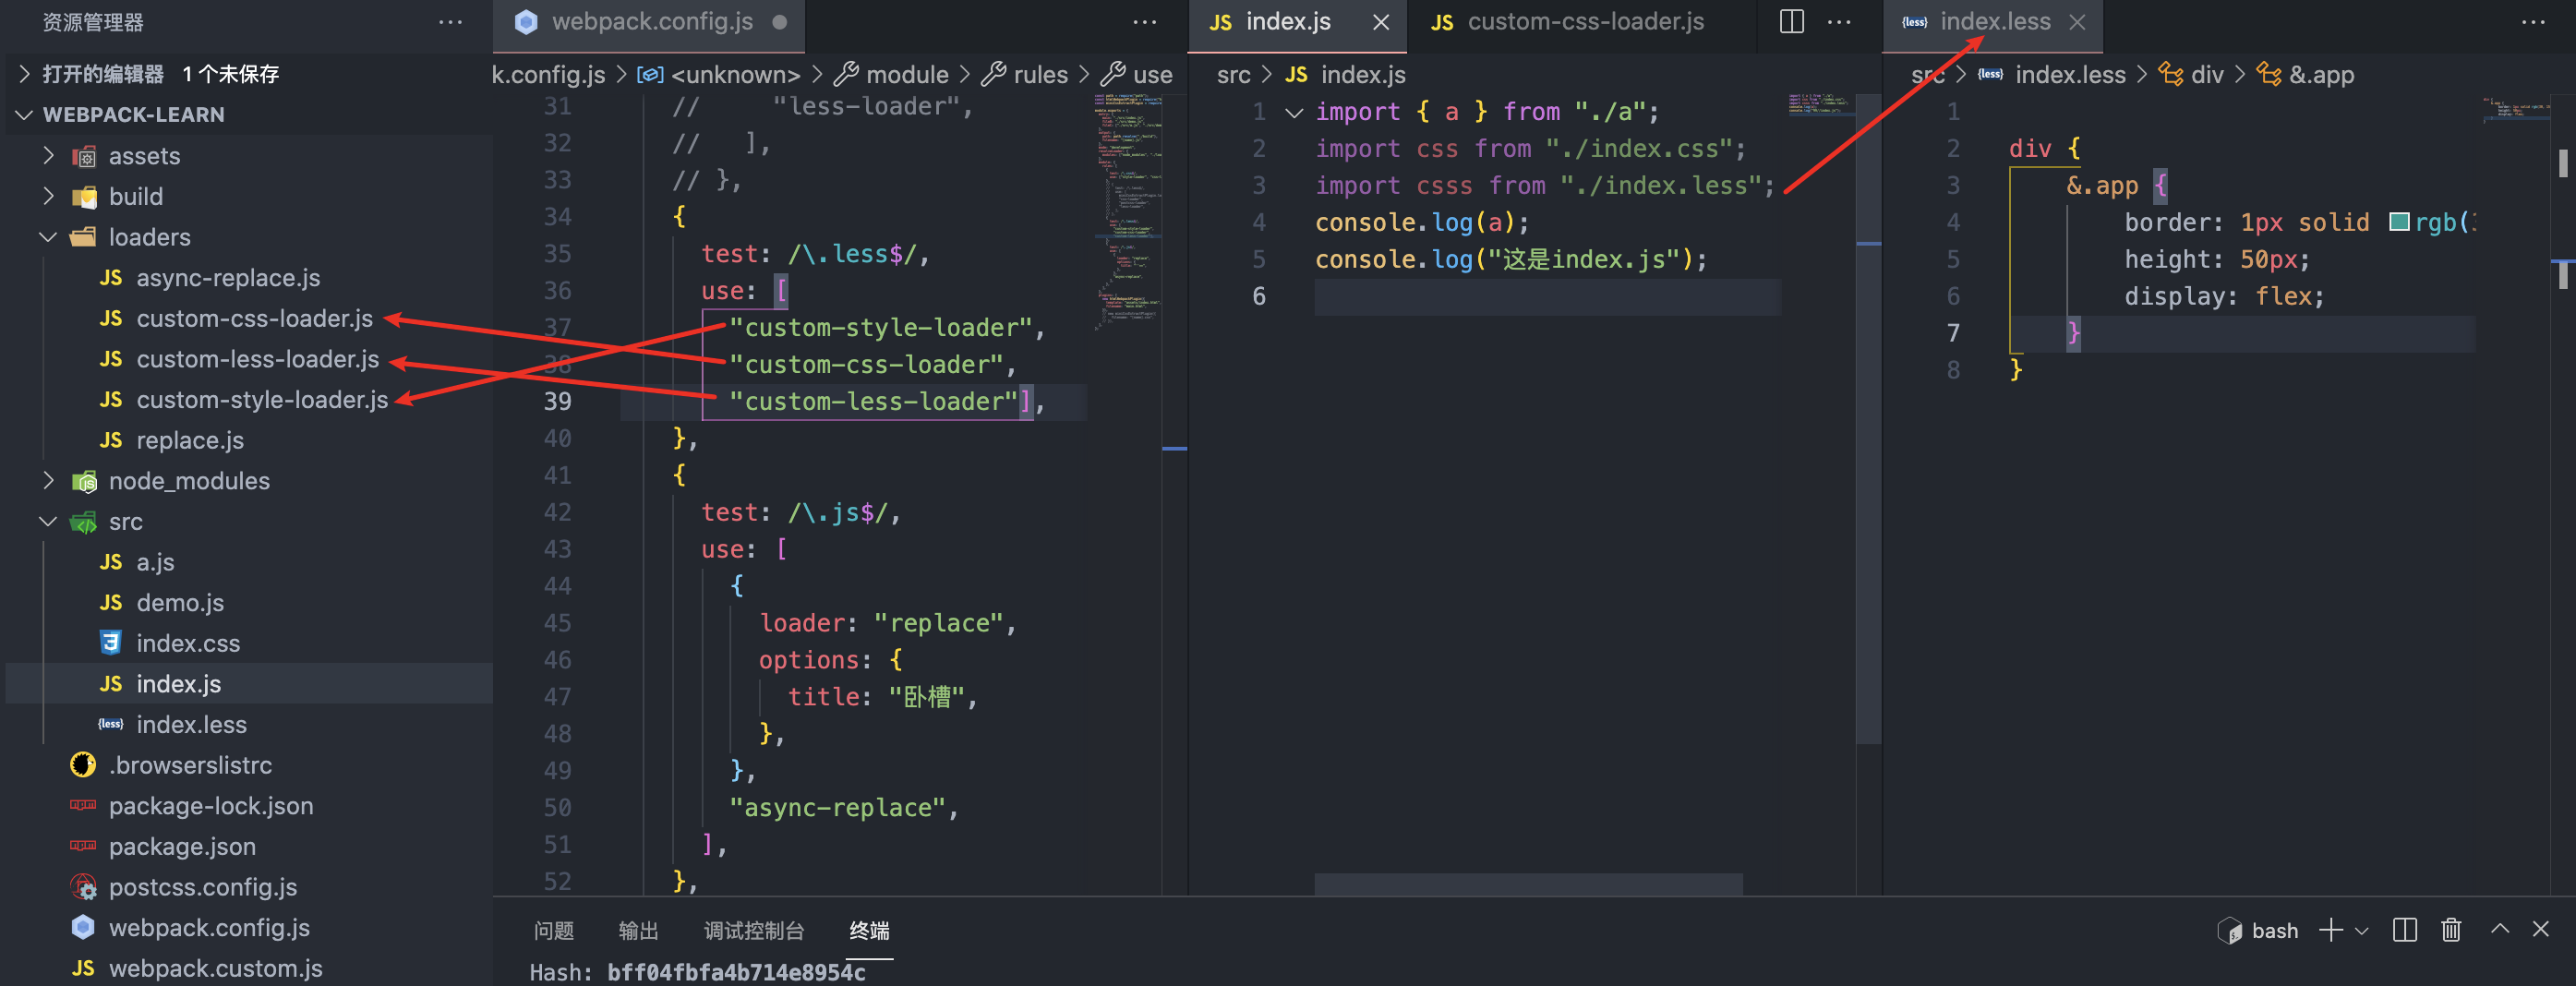 资源管理器 ···
打开的编辑器 1 个未保存
WEBPACK-LEARN
assets
build
loaders
JS async-replace.js
JS custom-css-loader.js
JS custom-less-loader.js
JS custom-style-loader.js
JS replace.js
node_modules
src
JS a.js
JS demo.js
index.css
JS index.js
{less} index.less
.browserslistrc
package-lock.json
package.json
postcss.config.js
webpack.config.js
JS webpack.custom.js
webpack.config.js ● ···
k.config.js > <unknown> > module > rules > use
31 // "less-loader",
32 // ],
33 // },
34 {
35 test: /\.less$/,
36 use: [
37 "custom-style-loader",
38 "custom-css-loader",
39 "custom-less-loader"],
40 },
41 {
42 test: /\.js$/,
43 use: [
44 {
45 loader: "replace",
46 options: {
47 title: "卧槽",
48 },
49 },
50 "async-replace",
51 ],
52 },
JS index.js × JS custom-css-loader.js ···
src > JS index.js
1 import { a } from "./a";
2 import css from "./index.css";
3 import csss from "./index.less";
4 console.log(a);
5 console.log("这是index.js");
6
{less} index.less × ···
src > {less} index.less > div > &.app
1
2 div {
3 &.app {
4 border: 1px solid rgb(
5 height: 50px;
6 display: flex;
7 }
8 }
问题 输出 调试控制台 终端 bash
Hash: bff04fbfa4b714e8954c